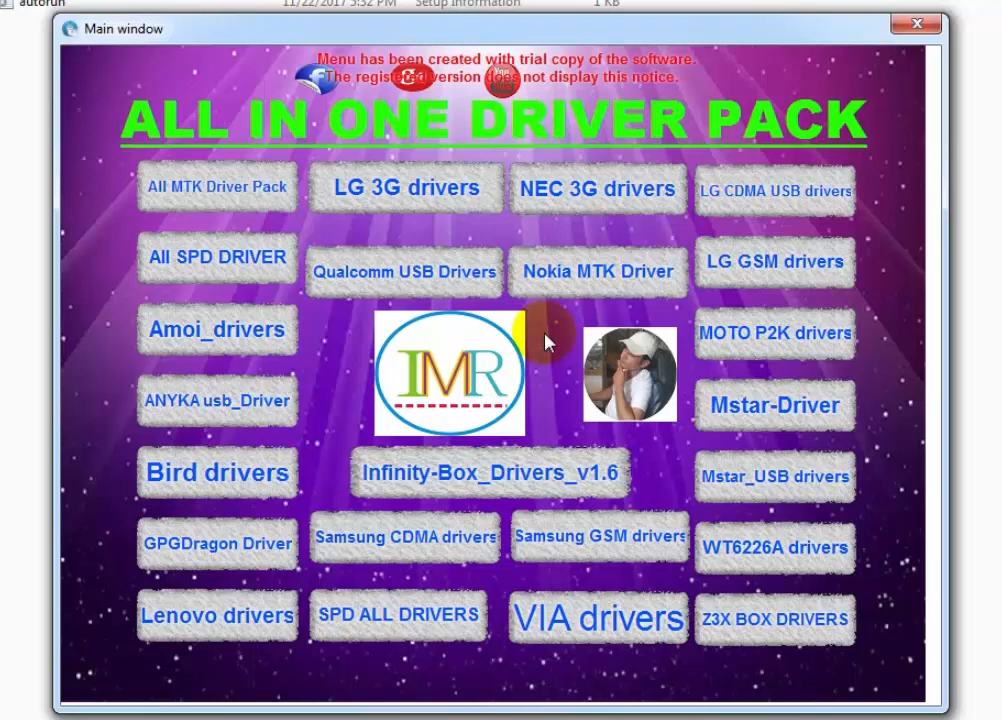 autorun
11/22/2017 5:32 PM
Setup Information
1 KB
Main window
Menu has been created with trial copy of the software.
The registered version does not display this notice.
ALL IN ONE DRIVER PACK
All MTK Driver Pack
LG 3G drivers
NEC 3G drivers
LG CDMA USB drivers
All SPD DRIVER
Qualcomm USB Drivers
Nokia MTK Driver
LG GSM drivers
Amoi_drivers
MOTO P2K drivers
IMR
ANYKA usb_Driver
Mstar-Driver
Bird drivers
Infinity-Box_Drivers_v1.6
Mstar_USB drivers
GPGDragon Driver
Samsung CDMA drivers
Samsung GSM drivers
WT6226A drivers
Lenovo drivers
SPD ALL DRIVERS
VIA drivers
Z3X BOX DRIVERS